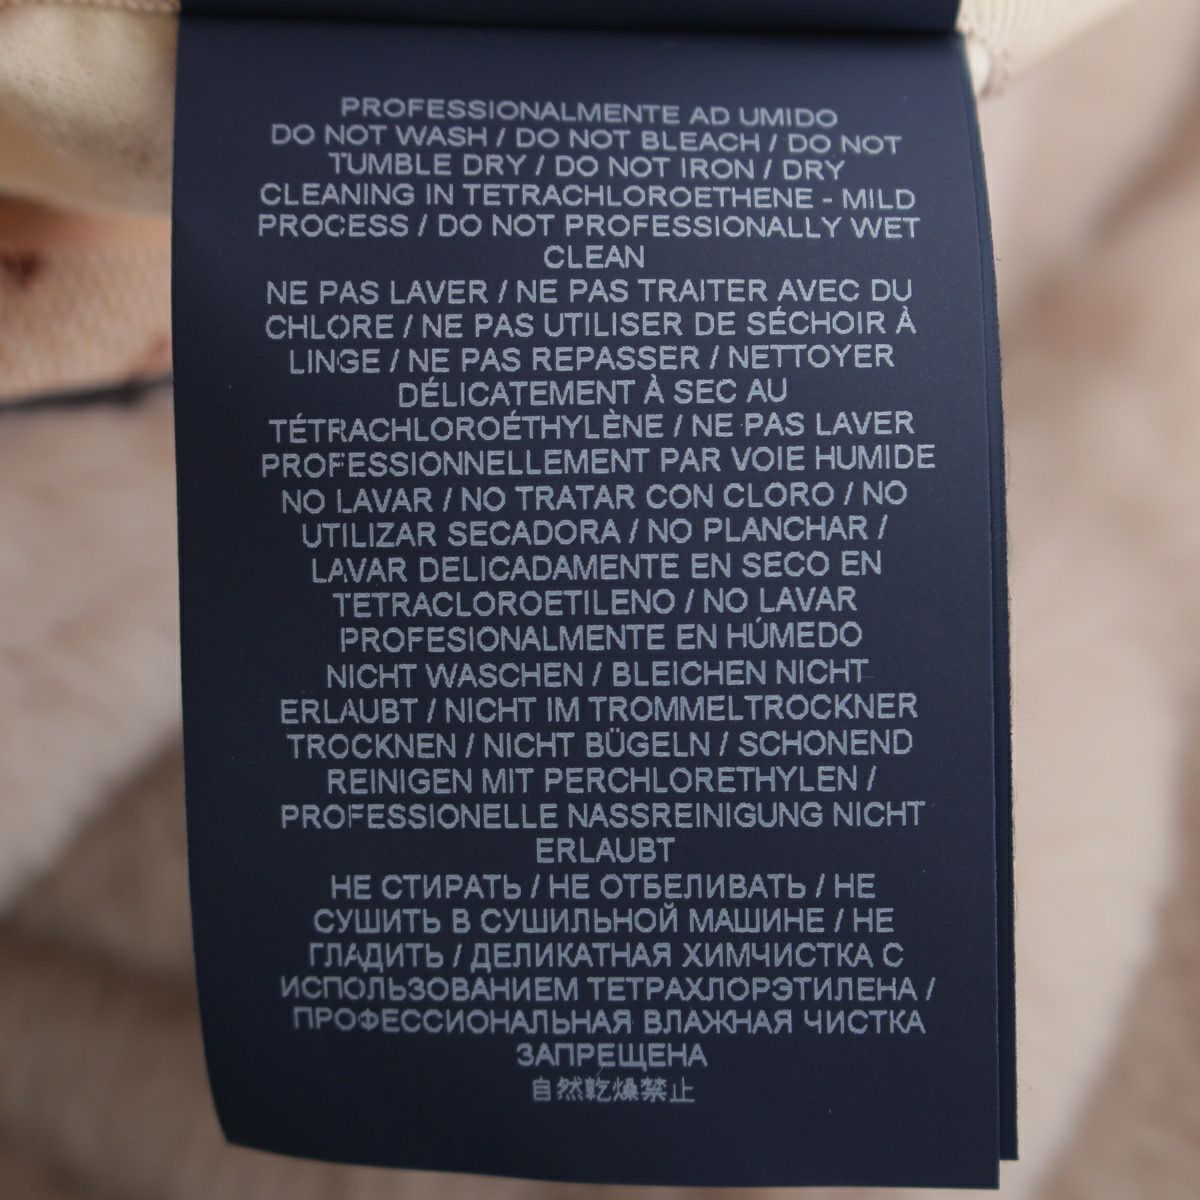 PROFESSIONALMENTE AD UMIDO
DO NOT WASH / DO NOT BLEACH / DO NOT
TUMBLE DRY / DO NOT IRON / DRY
CLEANING IN TETRACHLOROETHENE - MILD
PROCESS / DO NOT PROFESSIONALLY WET
CLEAN
NE PAS LAVER / NE PAS TRAITER AVEC DU
CHLORE / NE PAS UTILISER DE SÉCHOIR À
LINGE / NE PAS REPASSER / NETTOYER
DÉLICATEMENT À SEC AU
TÉTRACHLOROÉTHYLÈNE / NE PAS LAVER
PROFESSIONNELLEMENT PAR VOIE HUMIDE
NO LAVAR / NO TRATAR CON CLORO / NO
UTILIZAR SECADORA / NO PLANCHAR /
LAVAR DELICADAMENTE EN SECO EN
TETRACLOROETILENO / NO LAVAR
PROFESIONALMENTE EN HÚMEDO
NICHT WASCHEN / BLEICHEN NICHT
ERLAUBT / NICHT IM TROMMELTROCKNER
TROCKNEN / NICHT BÜGELN / SCHONEND
REINIGEN MIT PERCHLORETHYLEN /
PROFESSIONELLE NASSREINIGUNG NICHT
ERLAUBT
НЕ СТИРАТЬ / НЕ ОТБЕЛИВАТЬ / НЕ
СУШИТЬ В СУШИЛЬНОЙ МАШИНЕ / НЕ
ГЛАДИТЬ / ДЕЛИКАТНАЯ ХИМЧИСТКА С
ИСПОЛЬЗОВАНИЕМ ТЕТРАХЛОРЭТИЛЕНА /
ПРОФЕССИОНАЛЬНАЯ ВЛАЖНАЯ ЧИСТКА
ЗАПРЕЩЕНА
自然乾燥禁止